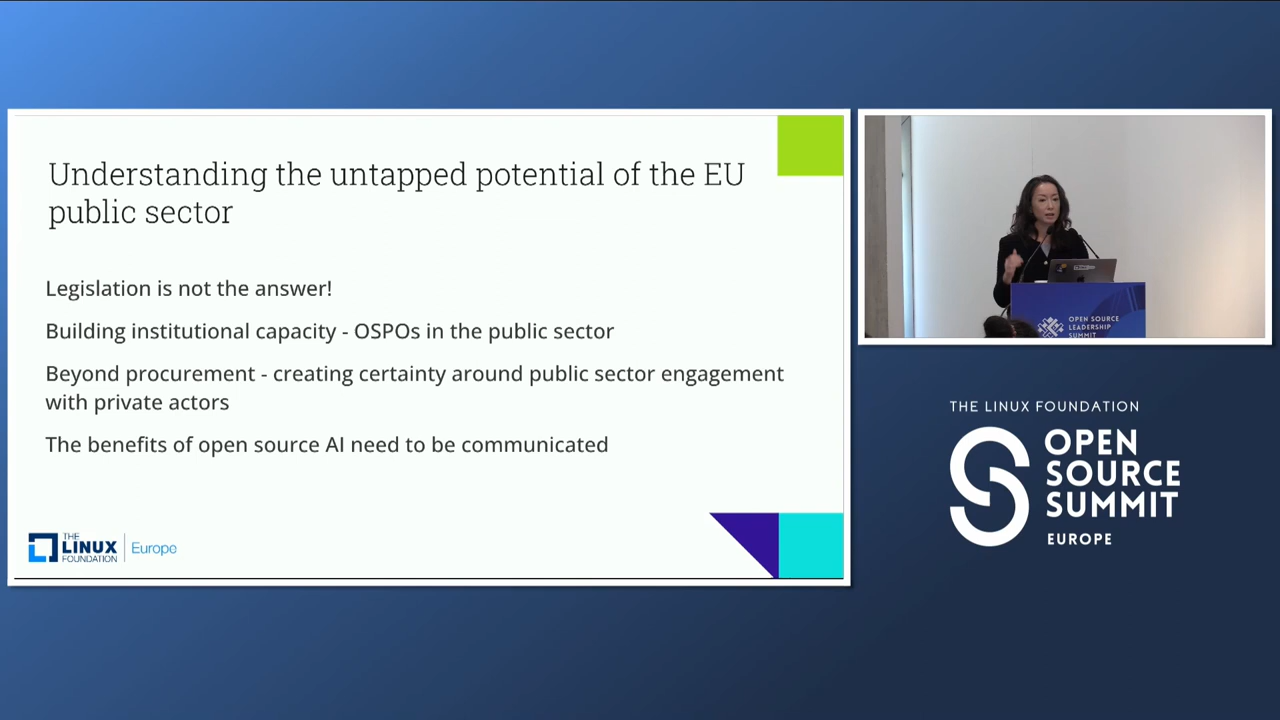 Understanding the untapped potential of the EU
public sector
Legislation is not the answer!
Building institutional capacity - OSPOs in the public sector
Beyond procurement - creating certainty around public sector engagement
with private actors
The benefits of open source AI need to be communicated
THE
LINUX
FOUNDATION
Europe
OPEN SOURCE
LEADERSHIP
SUMMIT
THE LINUX FOUNDATION
OPEN
SOURCE
SUMMIT
EUROPE